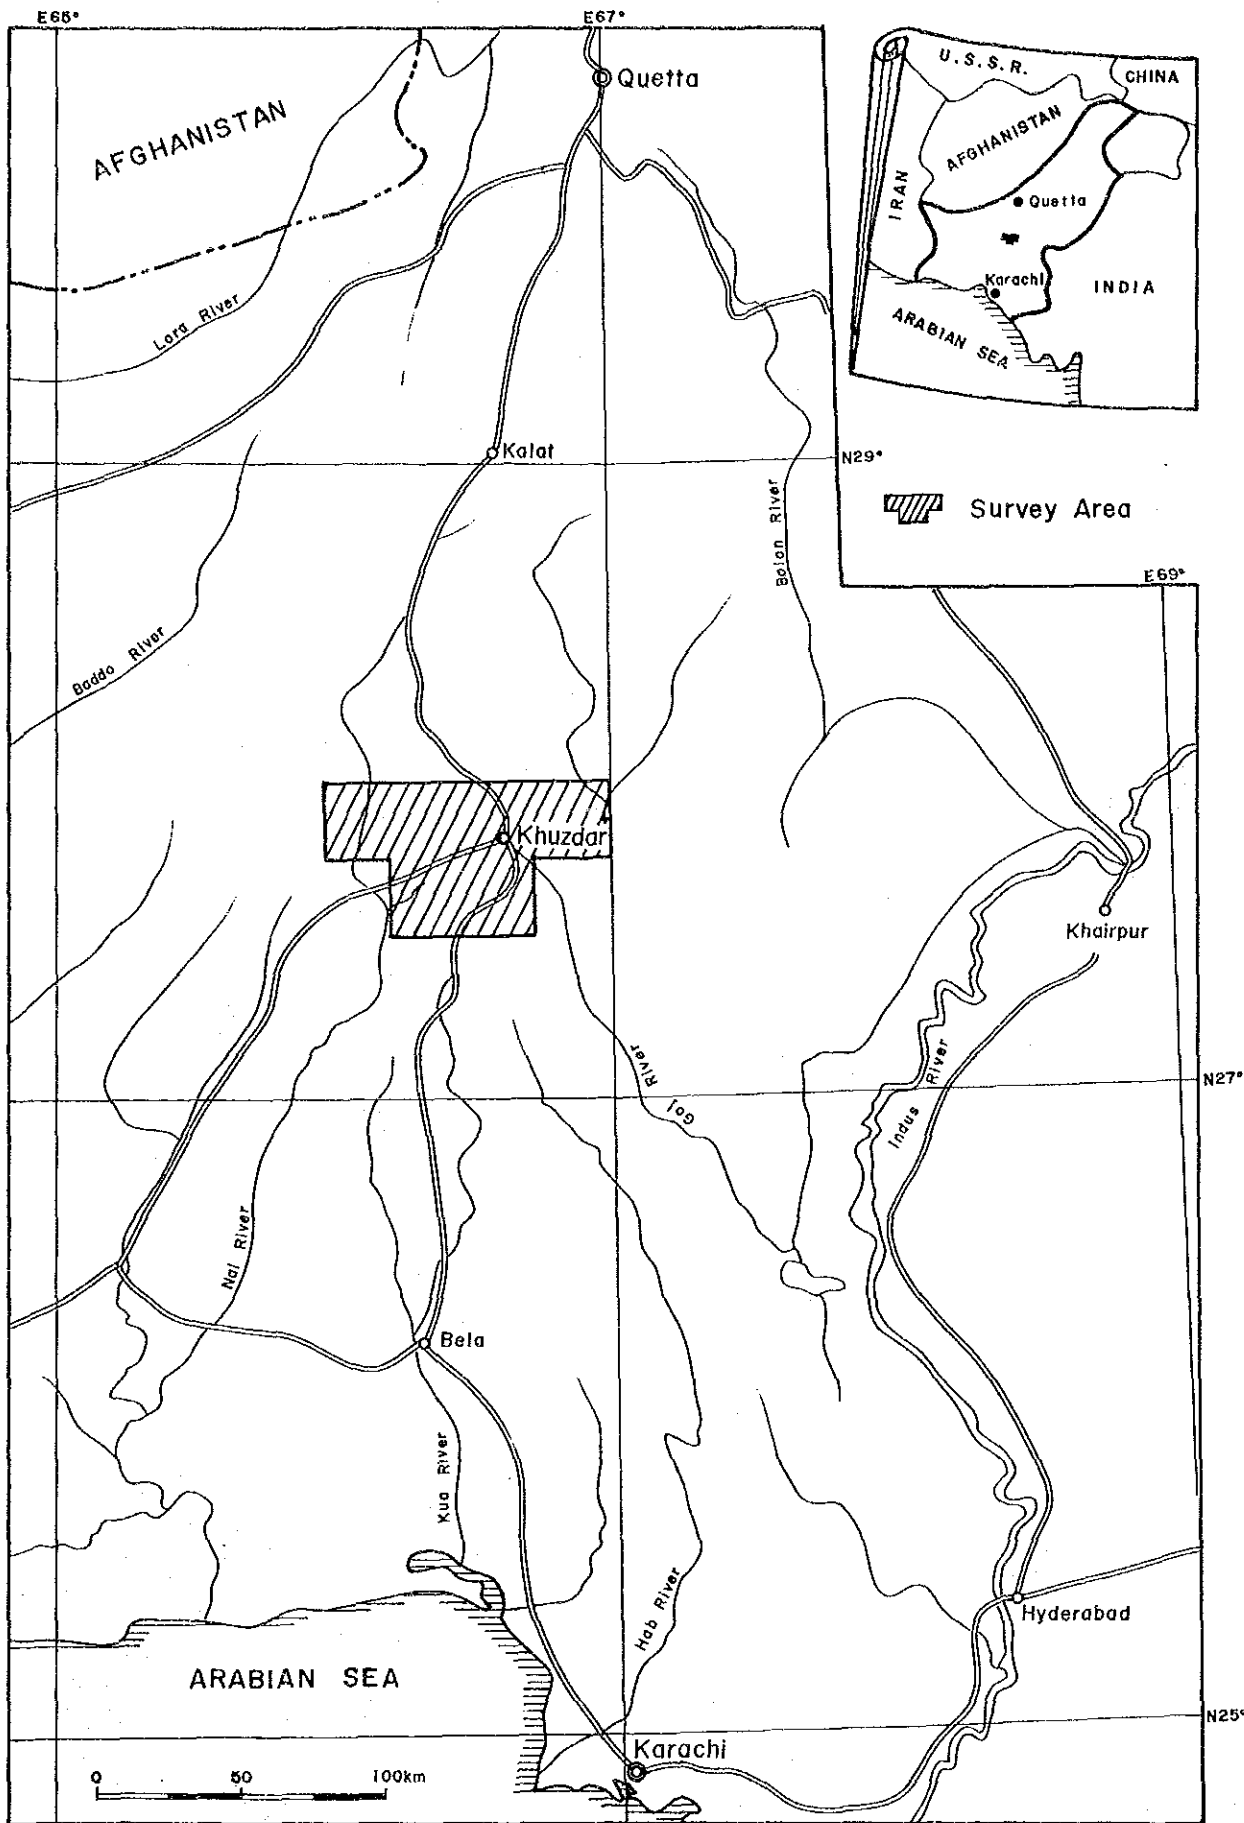 E65°
E67°
Quetta
AFGHANISTAN
U.S.S.R.
CHINA
AFGHANISTAN
IRAN
Quetta
Karachi
INDIA
ARABIAN SEA
Lora River
Kalat
N29°
Bolan River
Survey Area
E69°
Baddo River
Khuzdar
Khairpur
River
Goj
Indus River
N27°
Nal River
Bela
Kua River
Hab River
Hyderabad
ARABIAN SEA
N25°
Karachi
0 50 100km